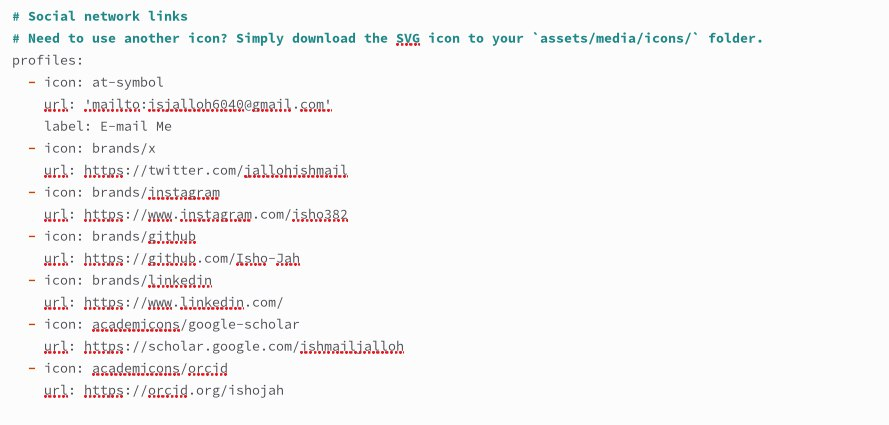 # Social network links
# Need to use another icon? Simply download the SVG icon to your `assets/media/icons/` folder.
profiles:
  - icon: at-symbol
    url: 'mailto:isjalloh6040@gmail.com'
    label: E-mail Me
  - icon: brands/x
    url: https://twitter.com/jallohishmail
  - icon: brands/instagram
    url: https://www.instagram.com/isho382
  - icon: brands/github
    url: https://github.com/Isho-Jah
  - icon: brands/linkedin
    url: https://www.linkedin.com/
  - icon: academicons/google-scholar
    url: https://scholar.google.com/ishmailjalloh
  - icon: academicons/orcid
    url: https://orcid.org/ishojah